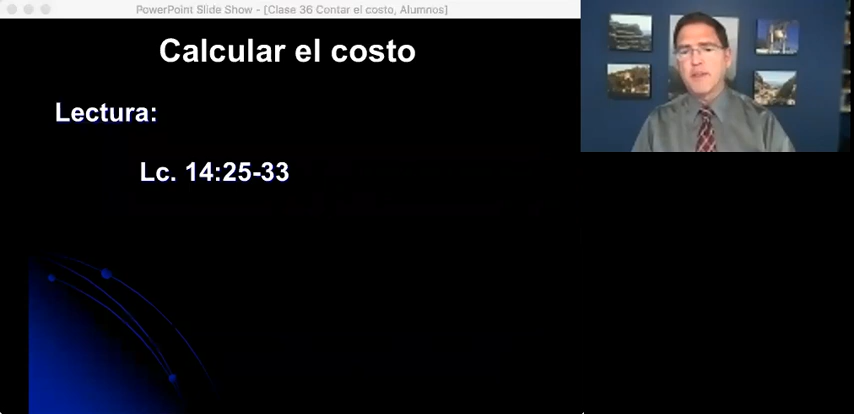 PowerPoint Slide Show - [Clase 36 Contar el costo, Alumnos]
Calcular el costo
Lectura:
Lc. 14:25-33